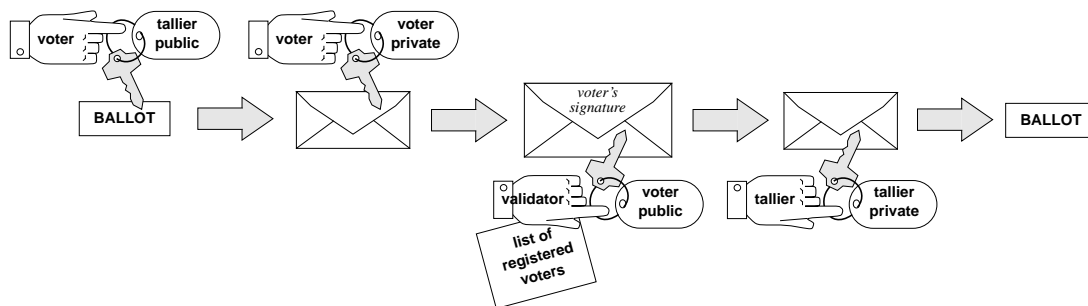 voter
tallier
public
voter
voter
private
BALLOT
voter's
signature
BALLOT
validator
voter
public
tallier
tallier
private
list of
registered
voters